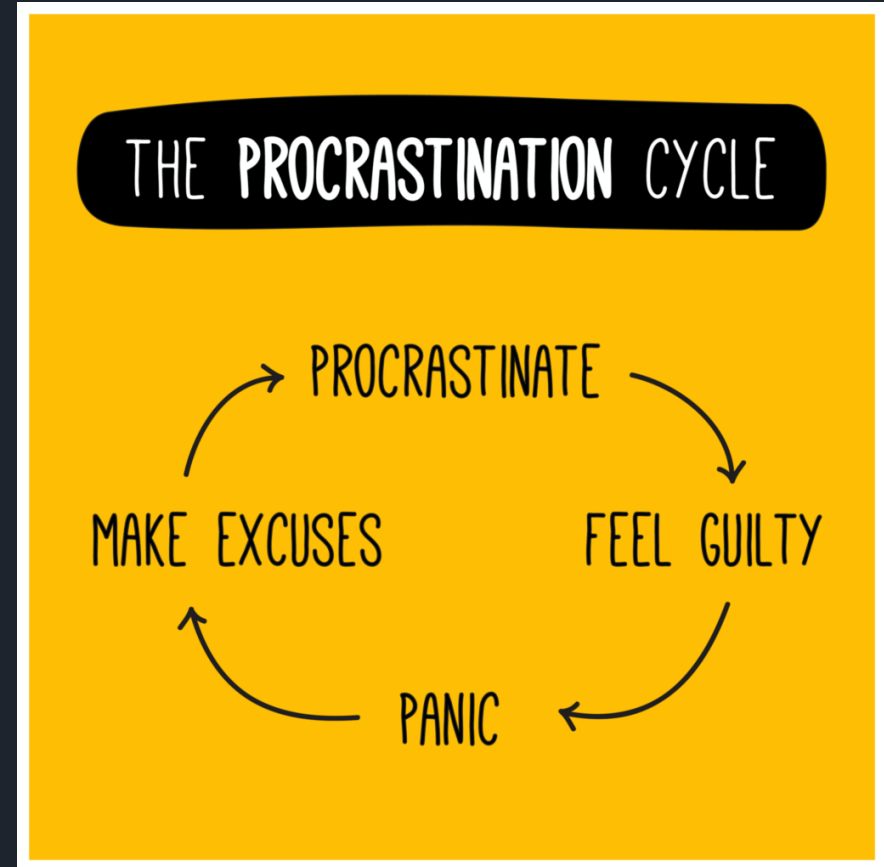 THE PROCRASTINATION CYCLE
PROCRASTINATE
MAKE EXCUSES
FEEL GUILTY
PANIC